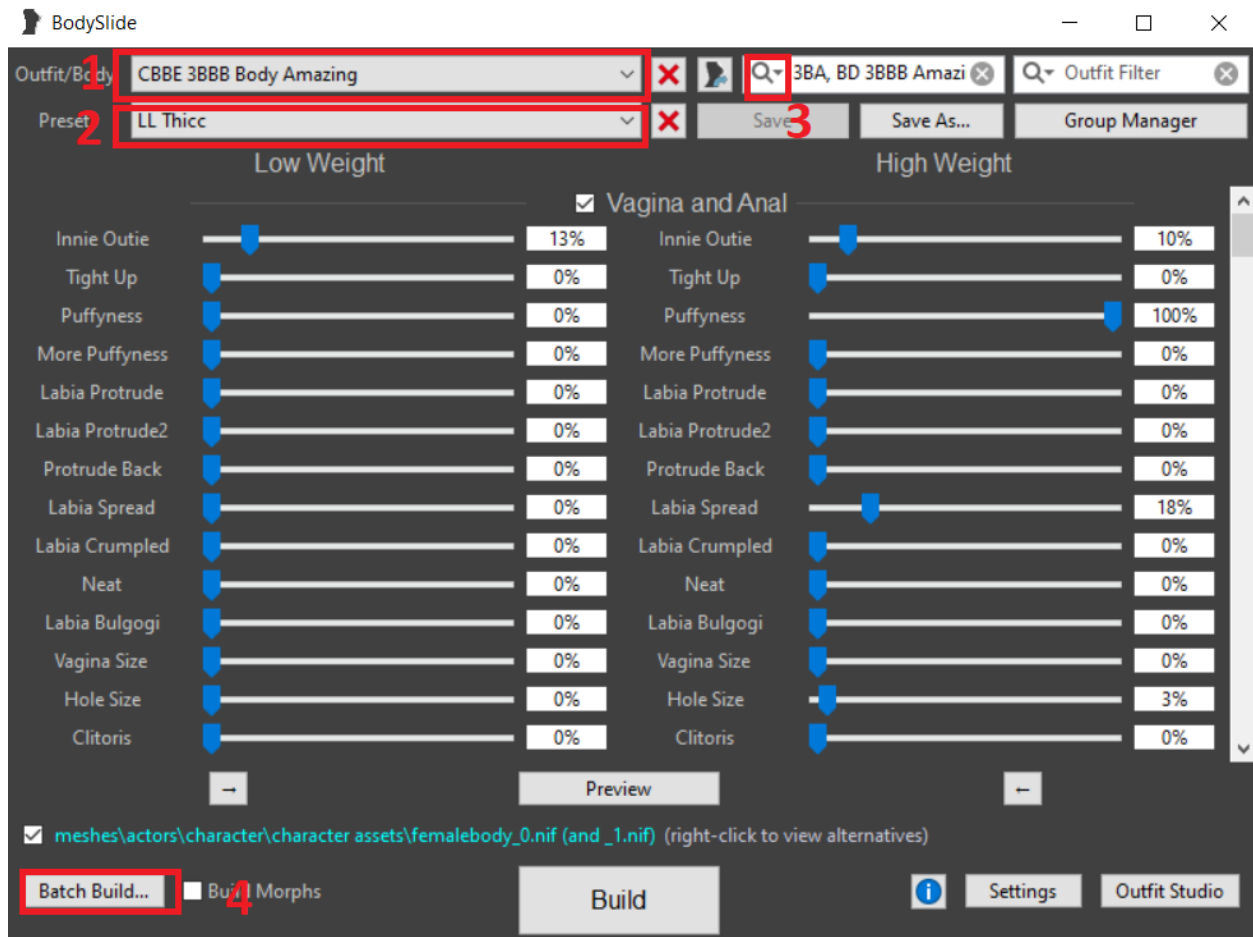 BodySlide
Outfit/Body CBBE 3BBB Body Amazing 3BA, BD 3BBB Amazi Outfit Filter
1
Preset LL Thicc Save Save As... Group Manager
2 3
Low Weight High Weight
Vagina and Anal
Innie Outie 13% Innie Outie 10%
Tight Up 0% Tight Up 0%
Puffyness 0% Puffyness 100%
More Puffyness 0% More Puffyness 0%
Labia Protrude 0% Labia Protrude 0%
Labia Protrude2 0% Labia Protrude2 0%
Protrude Back 0% Protrude Back 0%
Labia Spread 0% Labia Spread 18%
Labia Crumpled 0% Labia Crumpled 0%
Neat 0% Neat 0%
Labia Bulgogi 0% Labia Bulgogi 0%
Vagina Size 0% Vagina Size 0%
Hole Size 0% Hole Size 3%
Clitoris 0% Clitoris 0%
→ Preview ←
meshes\actors\character\character assets\femalebody_0.nif (and _1.nif) (right-click to view alternatives)
Batch Build... Build Morphs Build Settings Outfit Studio
4